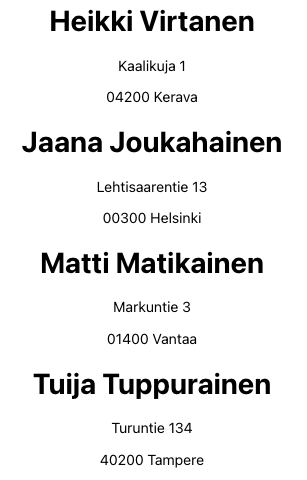 Heikki Virtanen
Kaalikuja 1
04200 Kerava
Jaana Joukahainen
Lehtisaarentie 13
00300 Helsinki
Matti Matikainen
Markuntie 3
01400 Vantaa
Tuija Tuppurainen
Turuntie 134
40200 Tampere